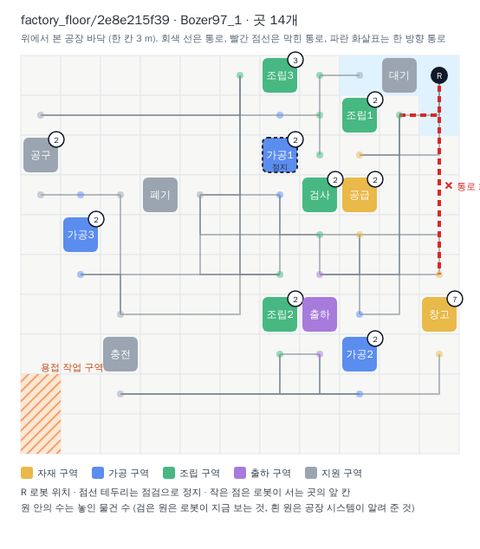 factory_floor/2e8e215f39 · Bozer97_1 · 곳 14개
위에서 본 공장 바닥 (한 칸 3 m). 회색 선은 통로, 빨간 점선은 막힌 통로, 파란 화살표는 한 방향 통로
조립3 3 대기 R
조립1 2
공구 2 가공1 2 정지
폐기 검사 2 공급 2 × 통로
가공3 2
조립2 2 출하 창고 7
충전 가공2 2
용접 작업 구역
자재 구역 가공 구역 조립 구역 출하 구역 지원 구역
R 로봇 위치 · 점선 테두리는 점검으로 정지 · 작은 점은 로봇이 서는 곳의 앞 칸
원 안의 수는 놓인 물건 수 (검은 원은 로봇이 지금 보는 것, 흰 원은 공장 시스템이 알려 준 것)